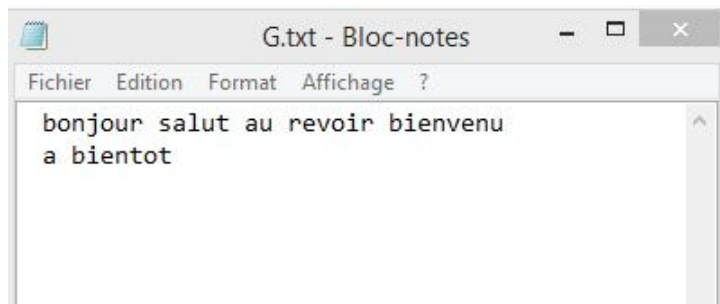 G.txt - Bloc-notes
Fichier Edition Format Affichage ?
bonjour salut au revoir bienvenu
a bientot